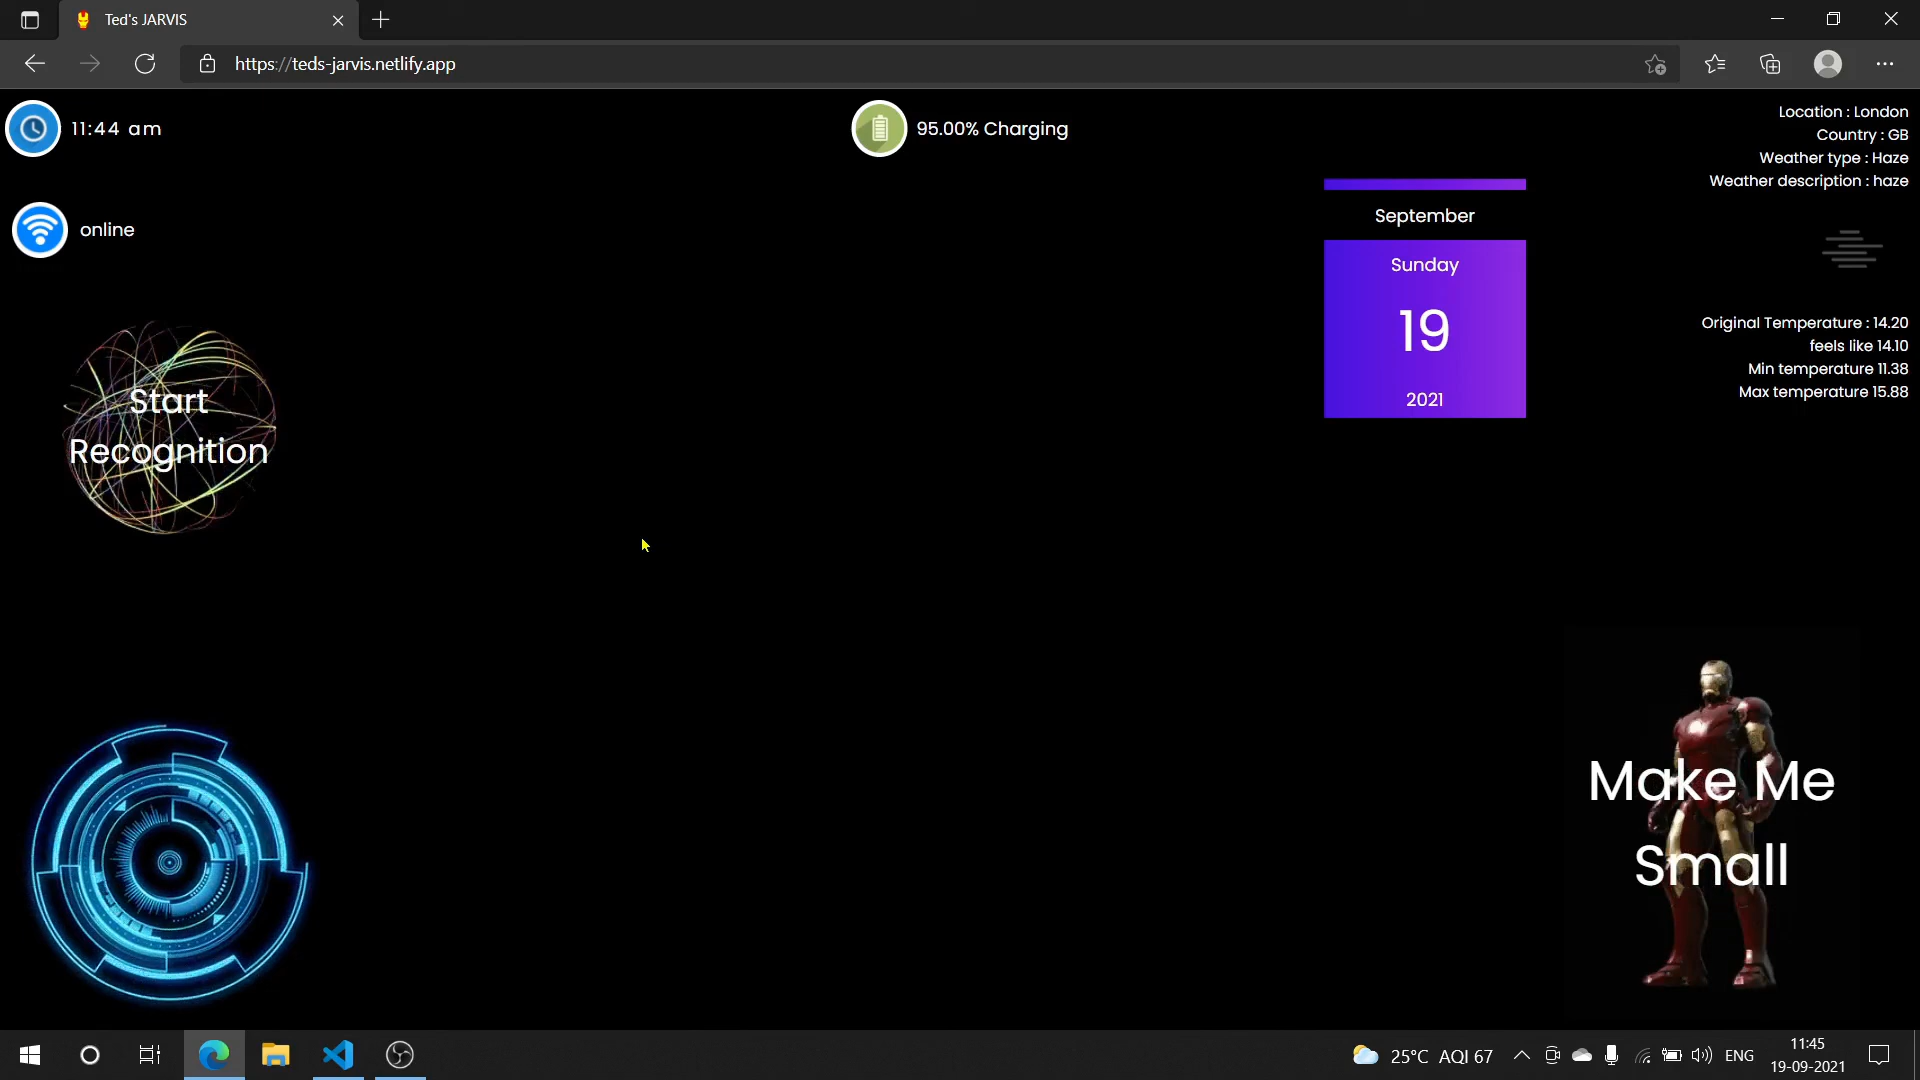 Ted's JARVIS
https://teds-jarvis.netlify.app
11:44 am
95.00% Charging
Location : London
Country : GB
Weather type : Haze
Weather description : haze
online
September
Sunday
19
2021
Original Temperature : 14.20
feels like 14.10
Min temperature 11.38
Max temperature 15.88
Start
Recognition
Make Me
Small
25°C AQI 67
ENG
11:45
19-09-2021